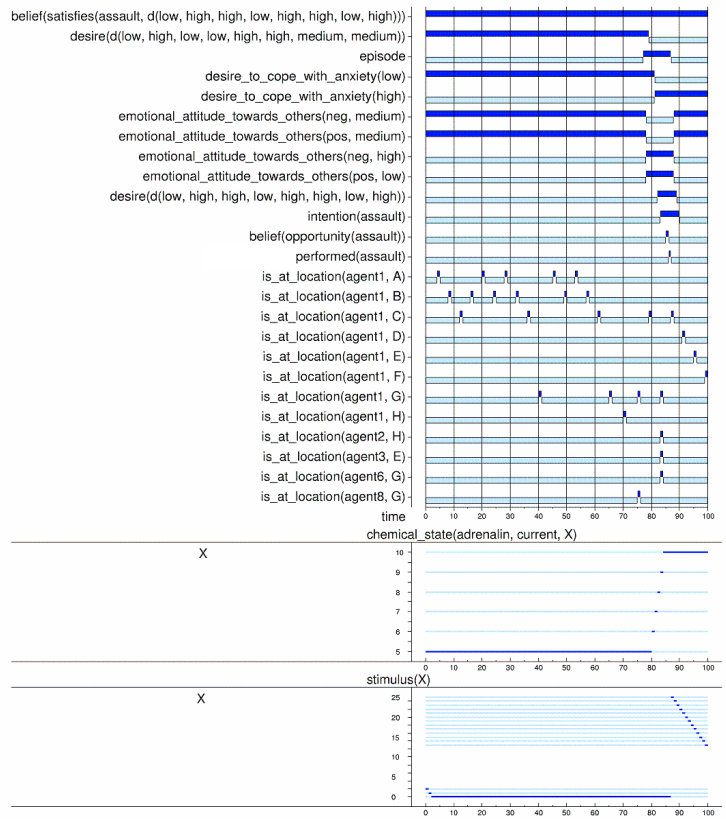 belief(satisfies(assault, d(low, high, high, low, high, high, low, high)))
desire(d(low, high, low, low, high, high, medium, medium))
episode
desire_to_cope_with_anxiety(low)
desire_to_cope_with_anxiety(high)
emotional_attitude_towards_others(neg, medium)
emotional_attitude_towards_others(pos, medium)
emotional_attitude_towards_others(neg, high)
emotional_attitude_towards_others(pos, low)
desire(d(low, high, high, low, high, high, low, high))
intention(assault)
belief(opportunity(assault))
performed(assault)
is_at_location(agent1, A)
is_at_location(agent1, B)
is_at_location(agent1, C)
is_at_location(agent1, D)
is_at_location(agent1, E)
is_at_location(agent1, F)
is_at_location(agent1, G)
is_at_location(agent1, H)
is_at_location(agent2, H)
is_at_location(agent3, E)
is_at_location(agent6, G)
is_at_location(agent8, G)
time 0 10 20 30 40 50 60 70 80 90 100
chemical_state(adrenalin, current, X)
X 10
9
8
7
6
5
0 10 20 30 40 50 60 70 80 90 100
stimulus(X)
X 25
20
15
10
5
0
0 10 20 30 40 50 60 70 80 90 100